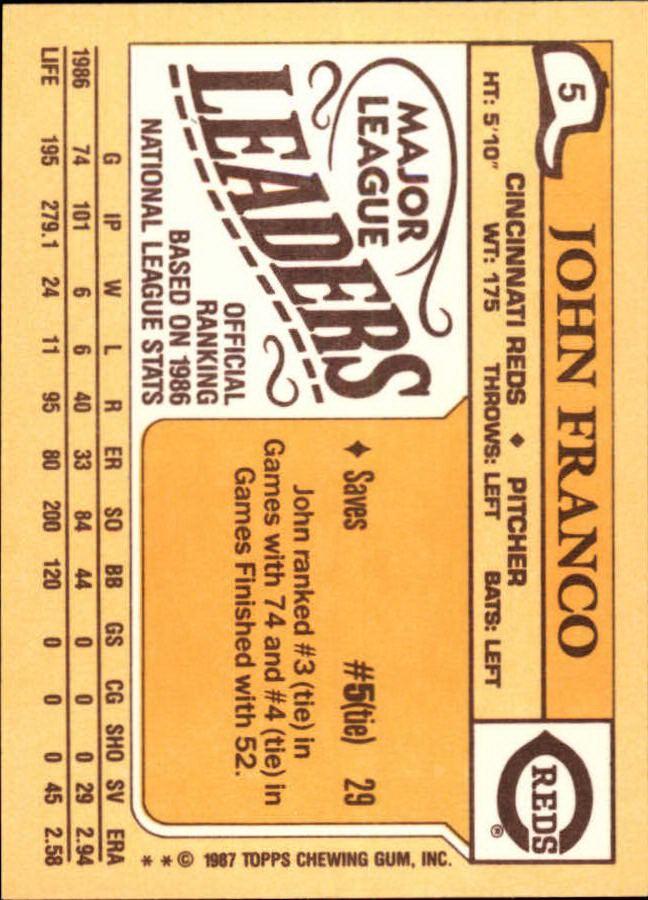 5
JOHN FRANCO
CINCINNATI REDS ♦ PITCHER
HT: 5'10" WT: 175 THROWS: LEFT BATS: LEFT
REDS
®
MAJOR
LEAGUE
LEADERS
OFFICIAL
RANKING
BASED ON 1986
NATIONAL LEAGUE STATS
✦ Saves #5(tie) 29
John ranked #3 (tie) in
Games with 74 and #4 (tie) in
Games Finished with 52.
* * © 1987 TOPPS CHEWING GUM, INC.
G IP W L R ER SO BB GS CG SHO SV ERA
1986 74 101 6 6 40 33 84 44 0 0 0 29 2.94
LIFE 195 279.1 24 11 95 80 200 120 0 0 0 45 2.58